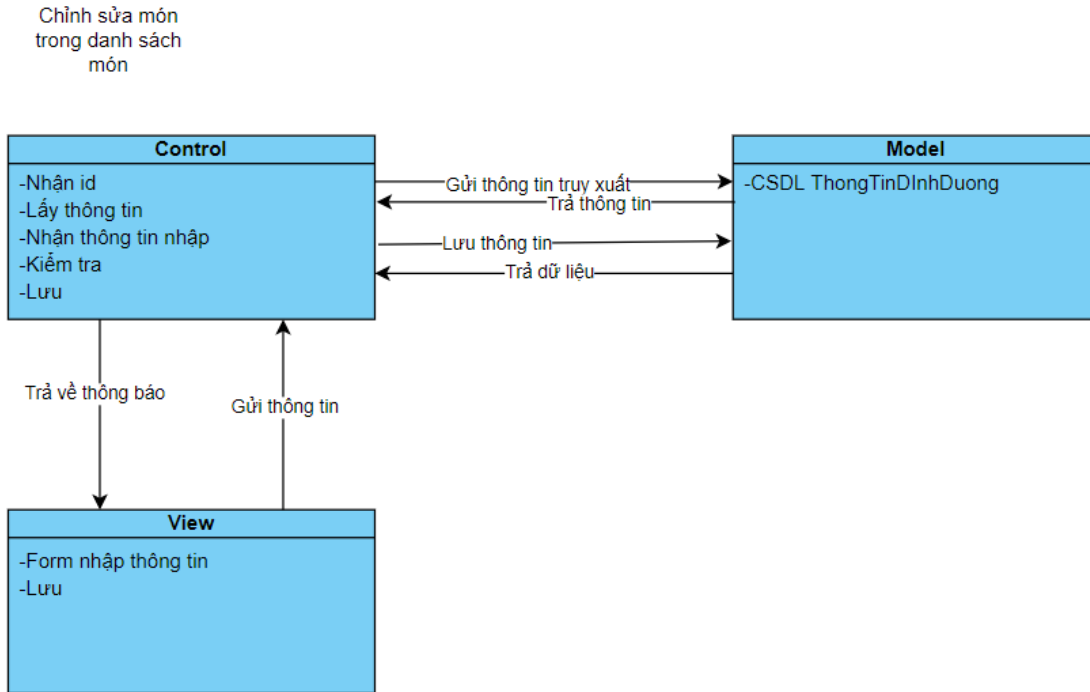 Chỉnh sửa món
trong danh sách
món
Control
-Nhận id
-Lấy thông tin
-Nhận thông tin nhập
-Kiểm tra
-Lưu
Gửi thông tin truy xuất
Trả thông tin
Lưu thông tin
Trả dữ liệu
Model
-CSDL ThongTinDInhDuong
Trả về thông báo
Gửi thông tin
View
-Form nhập thông tin
-Lưu